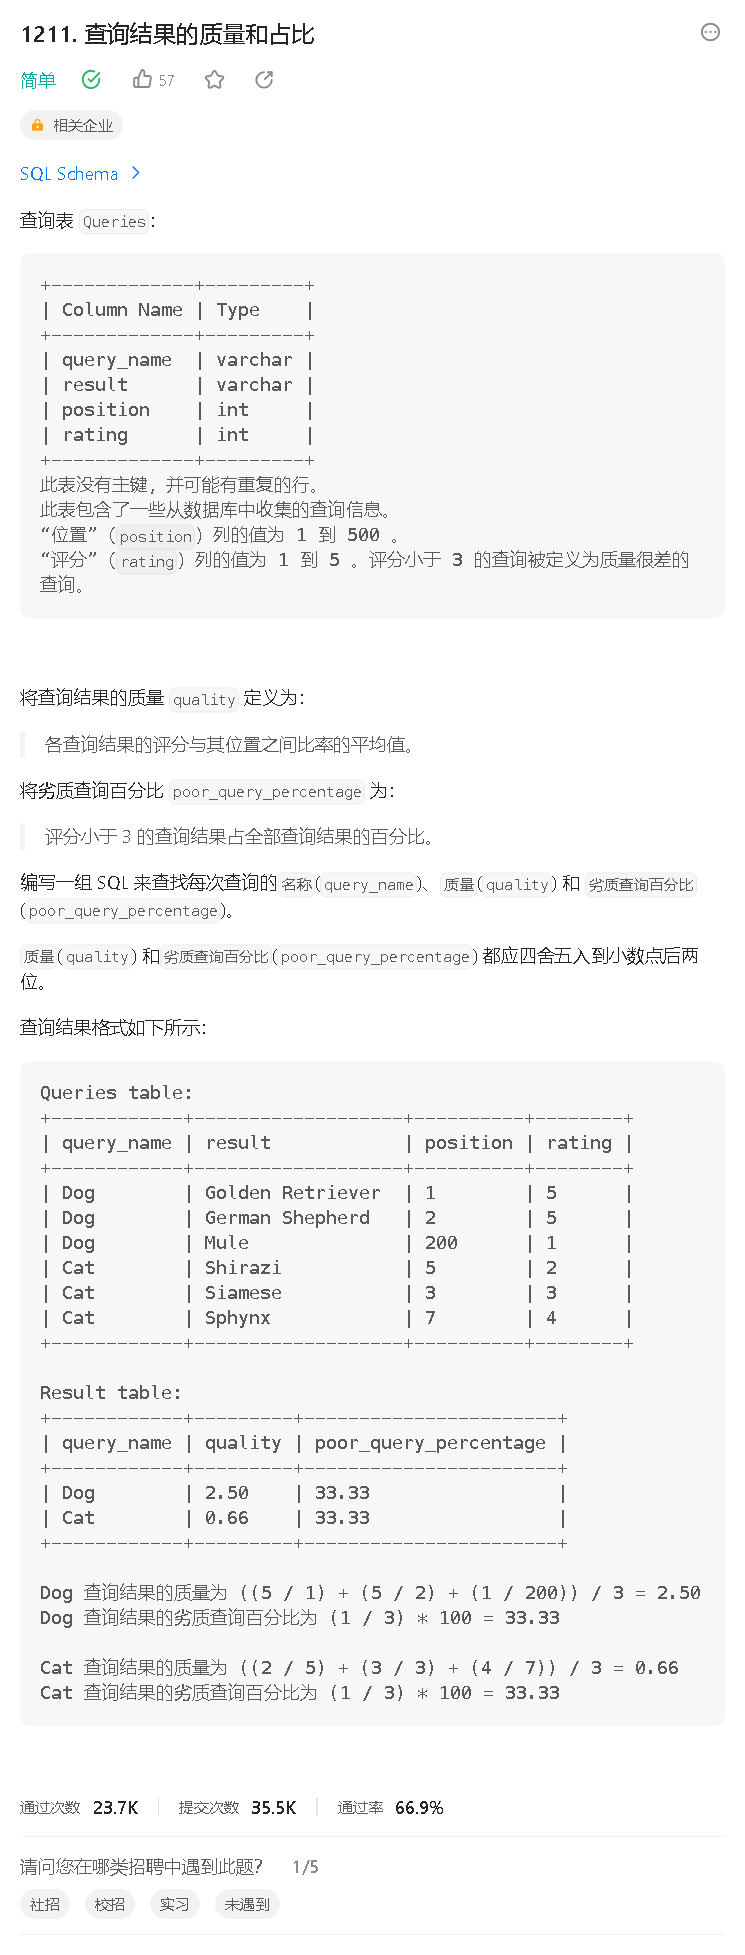 1211. 查询结果的质量和占比
简单 57
相关企业
SQL Schema
查询表 Queries:
+-------------+---------+
| Column Name | Type    |
+-------------+---------+
| query_name  | varchar |
| result      | varchar |
| position    | int     |
| rating      | int     |
+-------------+---------+
此表没有主键，并可能有重复的行。
此表包含了一些从数据库中收集的查询信息。
“位置”（position）列的值为 1 到 500 。
“评分”（rating）列的值为 1 到 5 。评分小于 3 的查询被定义为质量很差的
查询。
将查询结果的质量 quality 定义为：
各查询结果的评分与其位置之间比率的平均值。
将劣质查询百分比 poor_query_percentage 为：
评分小于 3 的查询结果占全部查询结果的百分比。
编写一组 SQL 来查找每次查询的名称(query_name)、质量(quality) 和 劣质查询百分比
(poor_query_percentage)。
质量(quality) 和劣质查询百分比(poor_query_percentage) 都应四舍五入到小数点后两
位。
查询结果格式如下所示：
Queries table:
+------------+-------------------+----------+--------+
| query_name | result            | position | rating |
+------------+-------------------+----------+--------+
| Dog        | Golden Retriever  | 1        | 5      |
| Dog        | German Shepherd   | 2        | 5      |
| Dog        | Mule              | 200      | 1      |
| Cat        | Shirazi           | 5        | 2      |
| Cat        | Siamese           | 3        | 3      |
| Cat        | Sphynx            | 7        | 4      |
+------------+-------------------+----------+--------+
Result table:
+------------+---------+-----------------------+
| query_name | quality | poor_query_percentage |
+------------+---------+-----------------------+
| Dog        | 2.50    | 33.33                 |
| Cat        | 0.66    | 33.33                 |
+------------+---------+-----------------------+
Dog 查询结果的质量为 ((5 / 1) + (5 / 2) + (1 / 200)) / 3 = 2.50
Dog 查询结果的劣质查询百分比为 (1 / 3) * 100 = 33.33
Cat 查询结果的质量为 ((2 / 5) + (3 / 3) + (4 / 7)) / 3 = 0.66
Cat 查询结果的劣质查询百分比为 (1 / 3) * 100 = 33.33
通过次数 23.7K 提交次数 35.5K 通过率 66.9%
请问您在哪类招聘中遇到此题？ 1/5
社招 校招 实习 未遇到